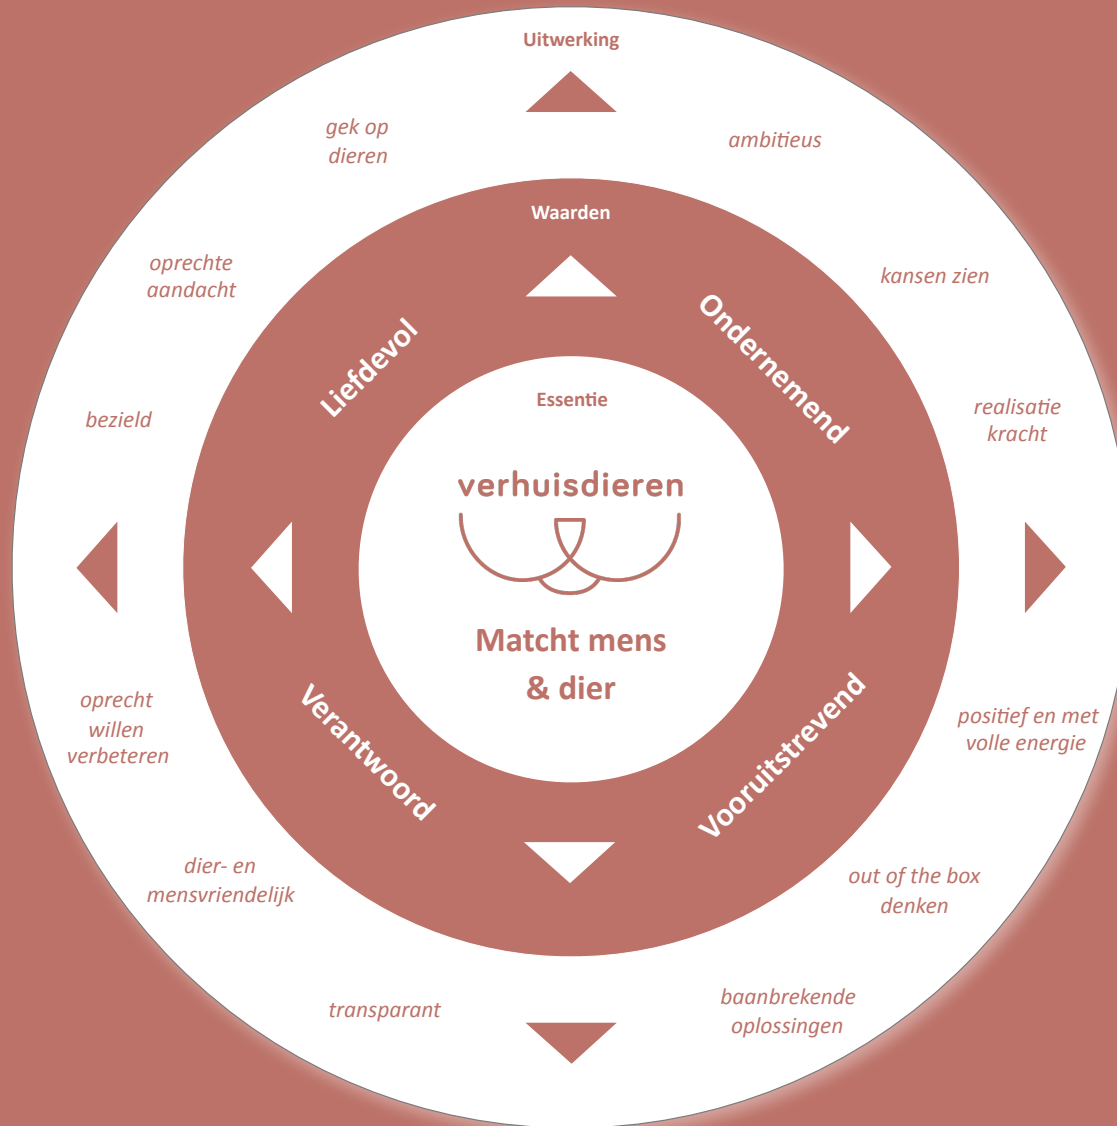 Uitwerking
gek op
dieren
ambitieus
Waarden
oprechte
aandacht
kansen zien
Liefdevol
Ondernemend
Essentie
bezield
realisatie
kracht
verhuisdieren
Matcht mens
& dier
oprecht
willen
verbeteren
Verantwoord
Vooruitstrevend
positief en met
volle energie
dier- en
mensvriendelijk
out of the box
denken
transparant
baanbrekende
oplossingen